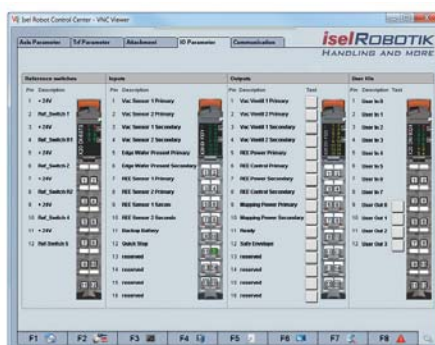 Isel Robot Control Center - VNC Viewer
Axis Parameter
Trf Parameter
Attachment
IO Parameter
Communication
iselROBOTIK
HANDLING AND MORE
Reference switches
Pin Description
1 + 24V
2 Ref_Switch 1
3 + 24V
4 Ref_Switch R1
5 + 24V
6 Ref_Switch Z
7 + 24V
8 Ref_Switch R2
9 + 24V
10 Ref_Switch 4
11 + 24V
12 Ref Switch 5
Inputs
Pin Description
1 Vac Sensor 1 Primary
2 Vac Sensor 2 Primary
3 Vac Sensor 1 Secondary
4 Vac Sensor 2 Secondary
5 Edge Wafer Present Primary
6 Edge Wafer Present Secondary
7 REE Sensor 1 Primary
8 REE Sensor 2 Primary
9 REE Sensor 1 Secon
10 REE Sensor 2 Seconds
11 Backup Battery
12 Quick Stop
13 reserved
14 reserved
15 reserved
16 reserved
Outputs
Pin Description Test
1 Vac Ventil 1 Primary
2 Vac Ventil 2 Primary
3 Vac Ventil 1 Secondary
4 Vac Ventil 2 Secondary
5 REE Power Primary
6 REE Control Primary
7 REE Power Secondary
8 REE Control Secondary
9 Mapping Power Primary
10 Mapping Power Secondary
11 Ready
12 Safe Envelope
13 reserved
14 reserved
15 reserved
16 reserved
User IOs
Pin Description Test
1 User In 0
2 User In 1
3 User In 2
4 User In 3
5 User In 4
6 User In 5
7 User In 6
8 User In 7
9 User Out 0
10 User Out 1
11 User Out 2
12 User Out 3
F1
F2
F3
F4
F5
F6
F7
F8